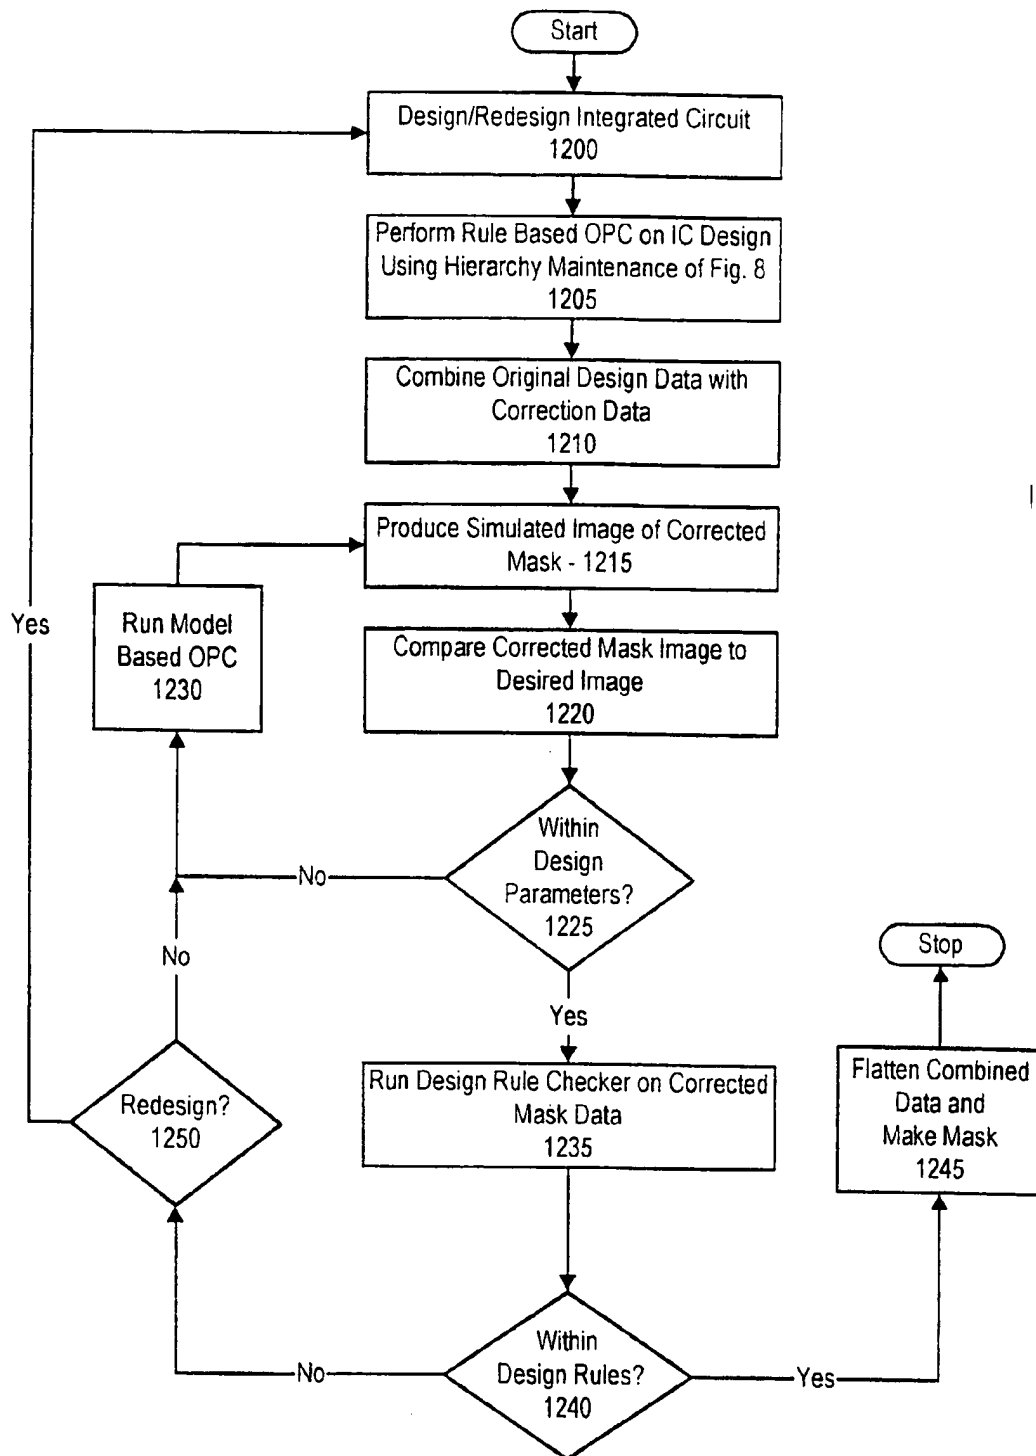 Start
Design/Redesign Integrated Circuit
1200
Perform Rule Based OPC on IC Design
Using Hierarchy Maintenance of Fig. 8
1205
Combine Original Design Data with
Correction Data
1210
Produce Simulated Image of Corrected
Mask - 1215
Yes
Run Model
Based OPC
1230
Compare Corrected Mask Image to
Desired Image
1220
Within
Design
Parameters?
1225
No
No
Stop
Yes
Redesign?
1250
Run Design Rule Checker on Corrected
Mask Data
1235
Flatten Combined
Data and
Make Mask
1245
Within
Design Rules?
1240
No
Yes